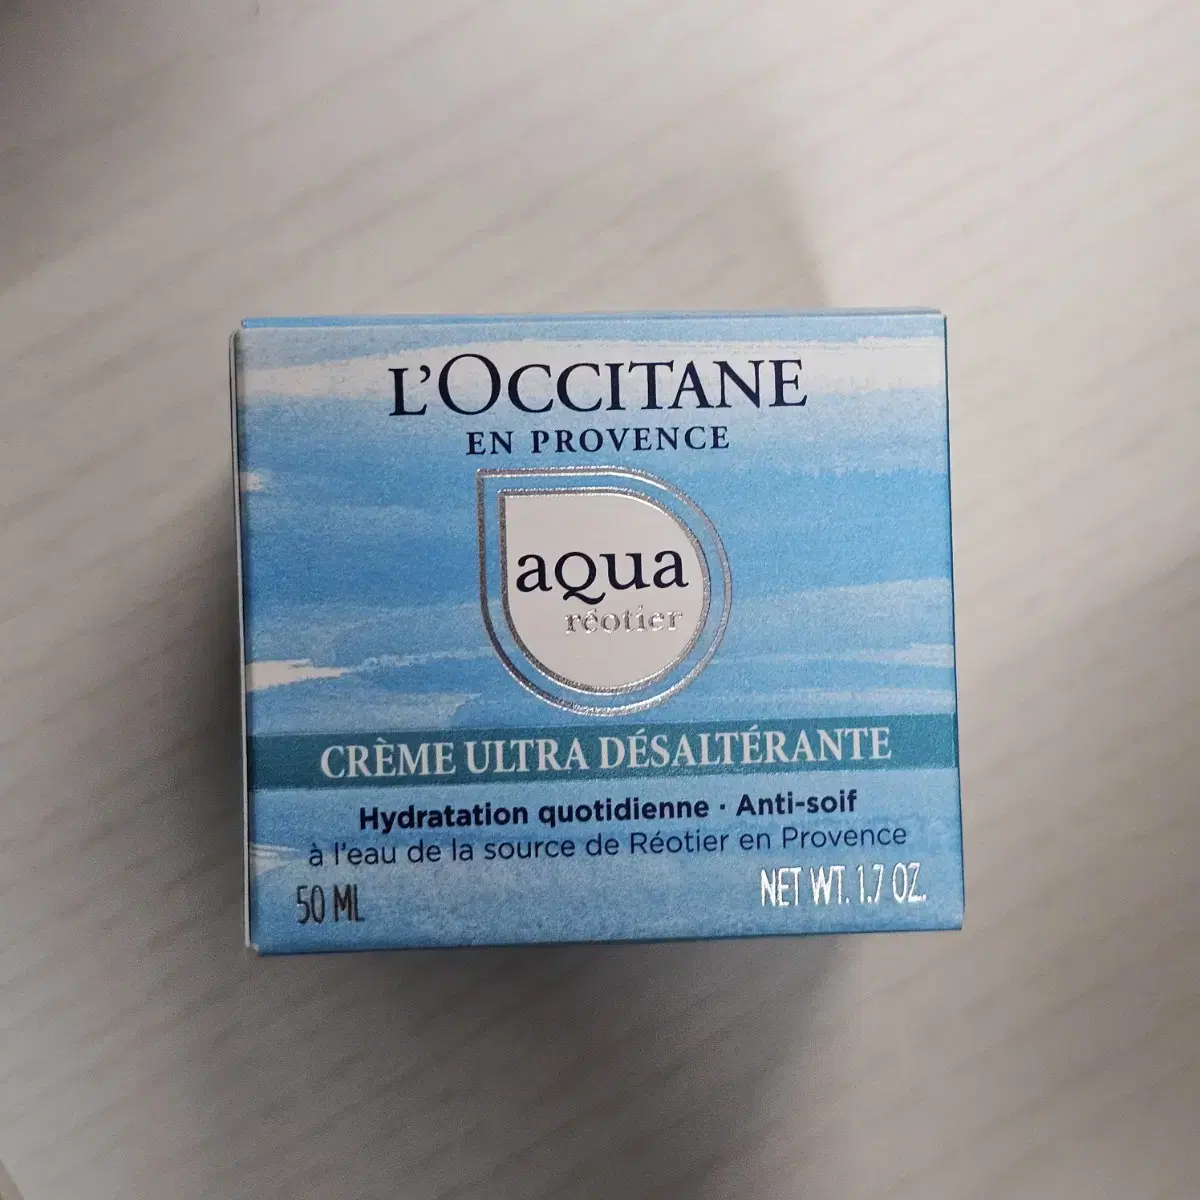 L'OCCITANE
EN PROVENCE
aqua
réotier
CRÈME ULTRA DÉSALTÉRANTE
Hydratation quotidienne · Anti-soif
à l'eau de la source de Réotier en Provence
50 ML NET WT. 1.7 OZ.